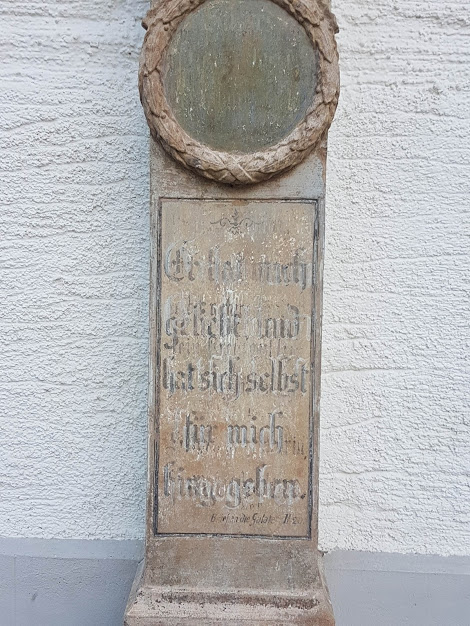 Er hat mich
geliebt und
hat sich selbst
für mich
hingegeben.